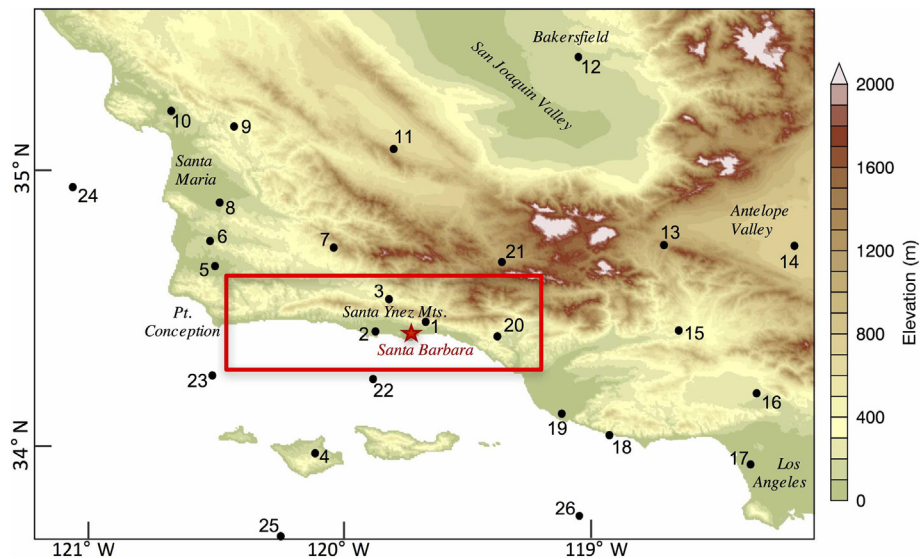 Bakersfield
12
San Joaquin Valley
10
9
11
Santa
Maria
24
8
Antelope
Valley
6
7
13
14
21
5
3
Santa Ynez Mts.
Pt.
Conception
2
1
20
15
Santa Barbara
23
22
16
19
18
4
17
Los
Angeles
26
25
35° N
34° N
121° W
120° W
119° W
2000
1600
1200
800
400
0
Elevation (m)